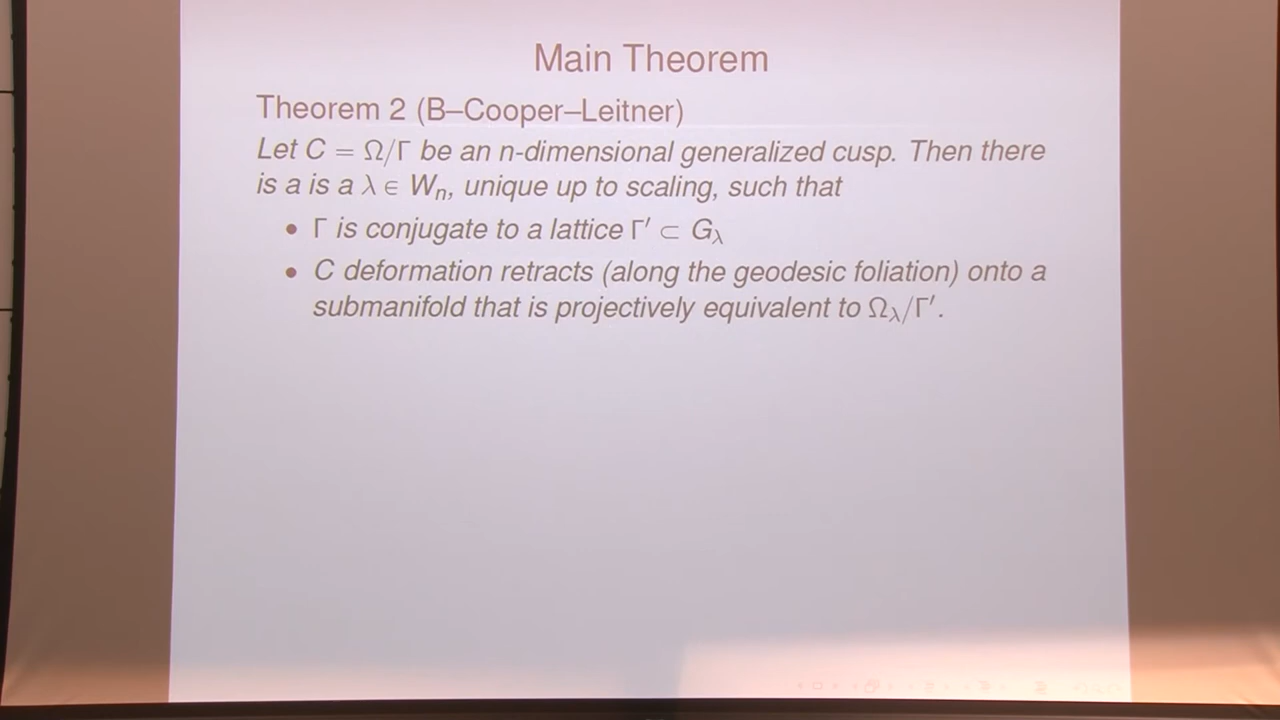 Main Theorem
Theorem 2 (B–Cooper–Leitner)
Let C = Ω/Γ be an n-dimensional generalized cusp. Then there
is a is a λ ∈ Wₙ, unique up to scaling, such that
• Γ is conjugate to a lattice Γ′ ⊂ G_λ
• C deformation retracts (along the geodesic foliation) onto a
submanifold that is projectively equivalent to Ω_λ/Γ′.